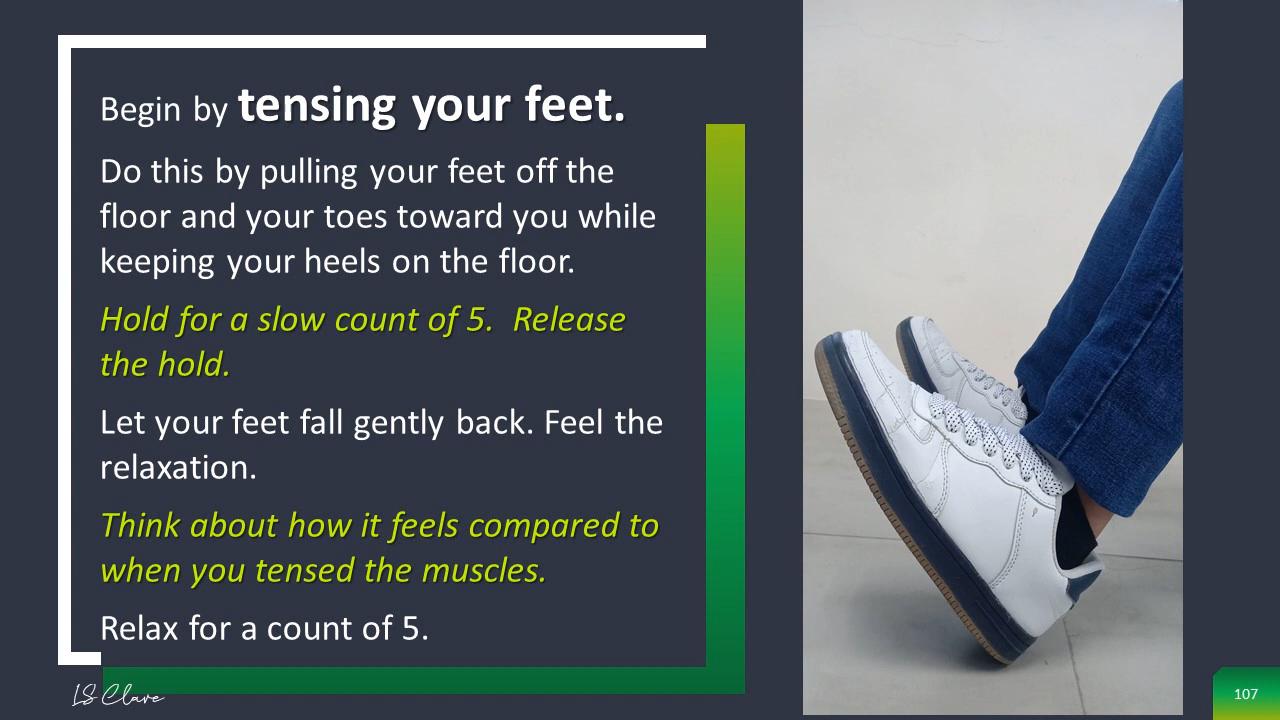 Begin by tensing your feet.
Do this by pulling your feet off the
floor and your toes toward you while
keeping your heels on the floor.
Hold for a slow count of 5.  Release
the hold.
Let your feet fall gently back. Feel the
relaxation.
Think about how it feels compared to
when you tensed the muscles.
Relax for a count of 5.
LS Clave
107